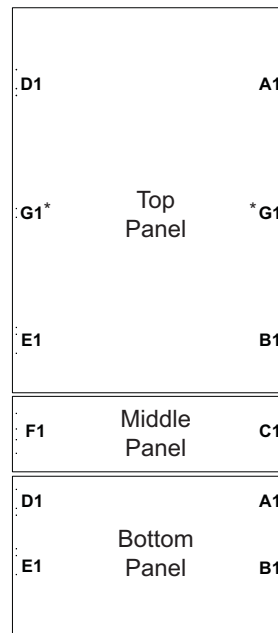 D1 A1
G1* Top Panel *G1
E1 B1
F1 Middle Panel C1
D1 A1
Bottom Panel
E1 B1